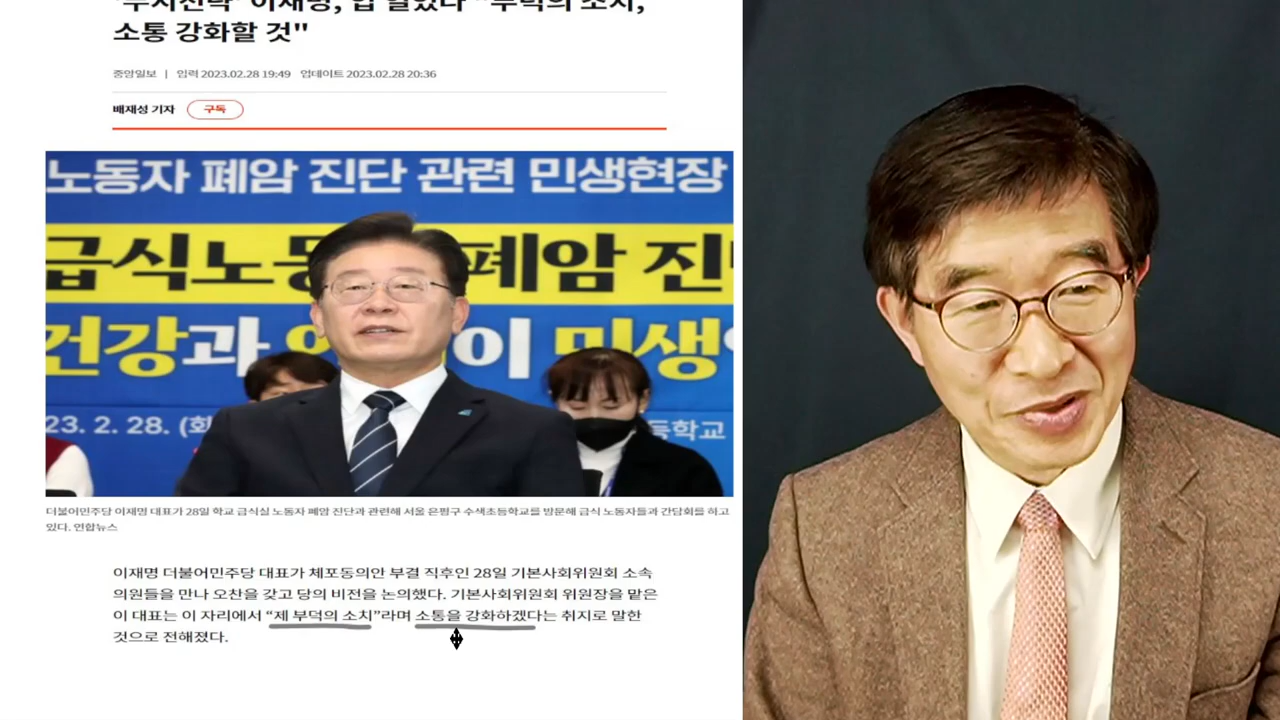 이재명, 입 열었다 "부덕의 소치,
소통 강화할 것"
중앙일보 | 입력 2023.02.28 19:49 업데이트 2023.02.28 20:36
배재성 기자 구독
노동자 폐암 진단 관련 민생현장
급식노동 폐암 진
건강과 이 민생
23. 2. 28. (화 등학교
더불어민주당 이재명 대표가 28일 학교 급식실 노동자 폐암 진단과 관련해 서울 은평구 수색초등학교를 방문해 급식 노동자들과 간담회를 하고
있다. 연합뉴스
이재명 더불어민주당 대표가 체포동의안 부결 직후인 28일 기본사회위원회 소속
의원들을 만나 오찬을 갖고 당의 비전을 논의했다. 기본사회위원회 위원장을 맡은
이 대표는 이 자리에서 “제 부덕의 소치”라며 소통을 강화하겠다는 취지로 말한
것으로 전해졌다.